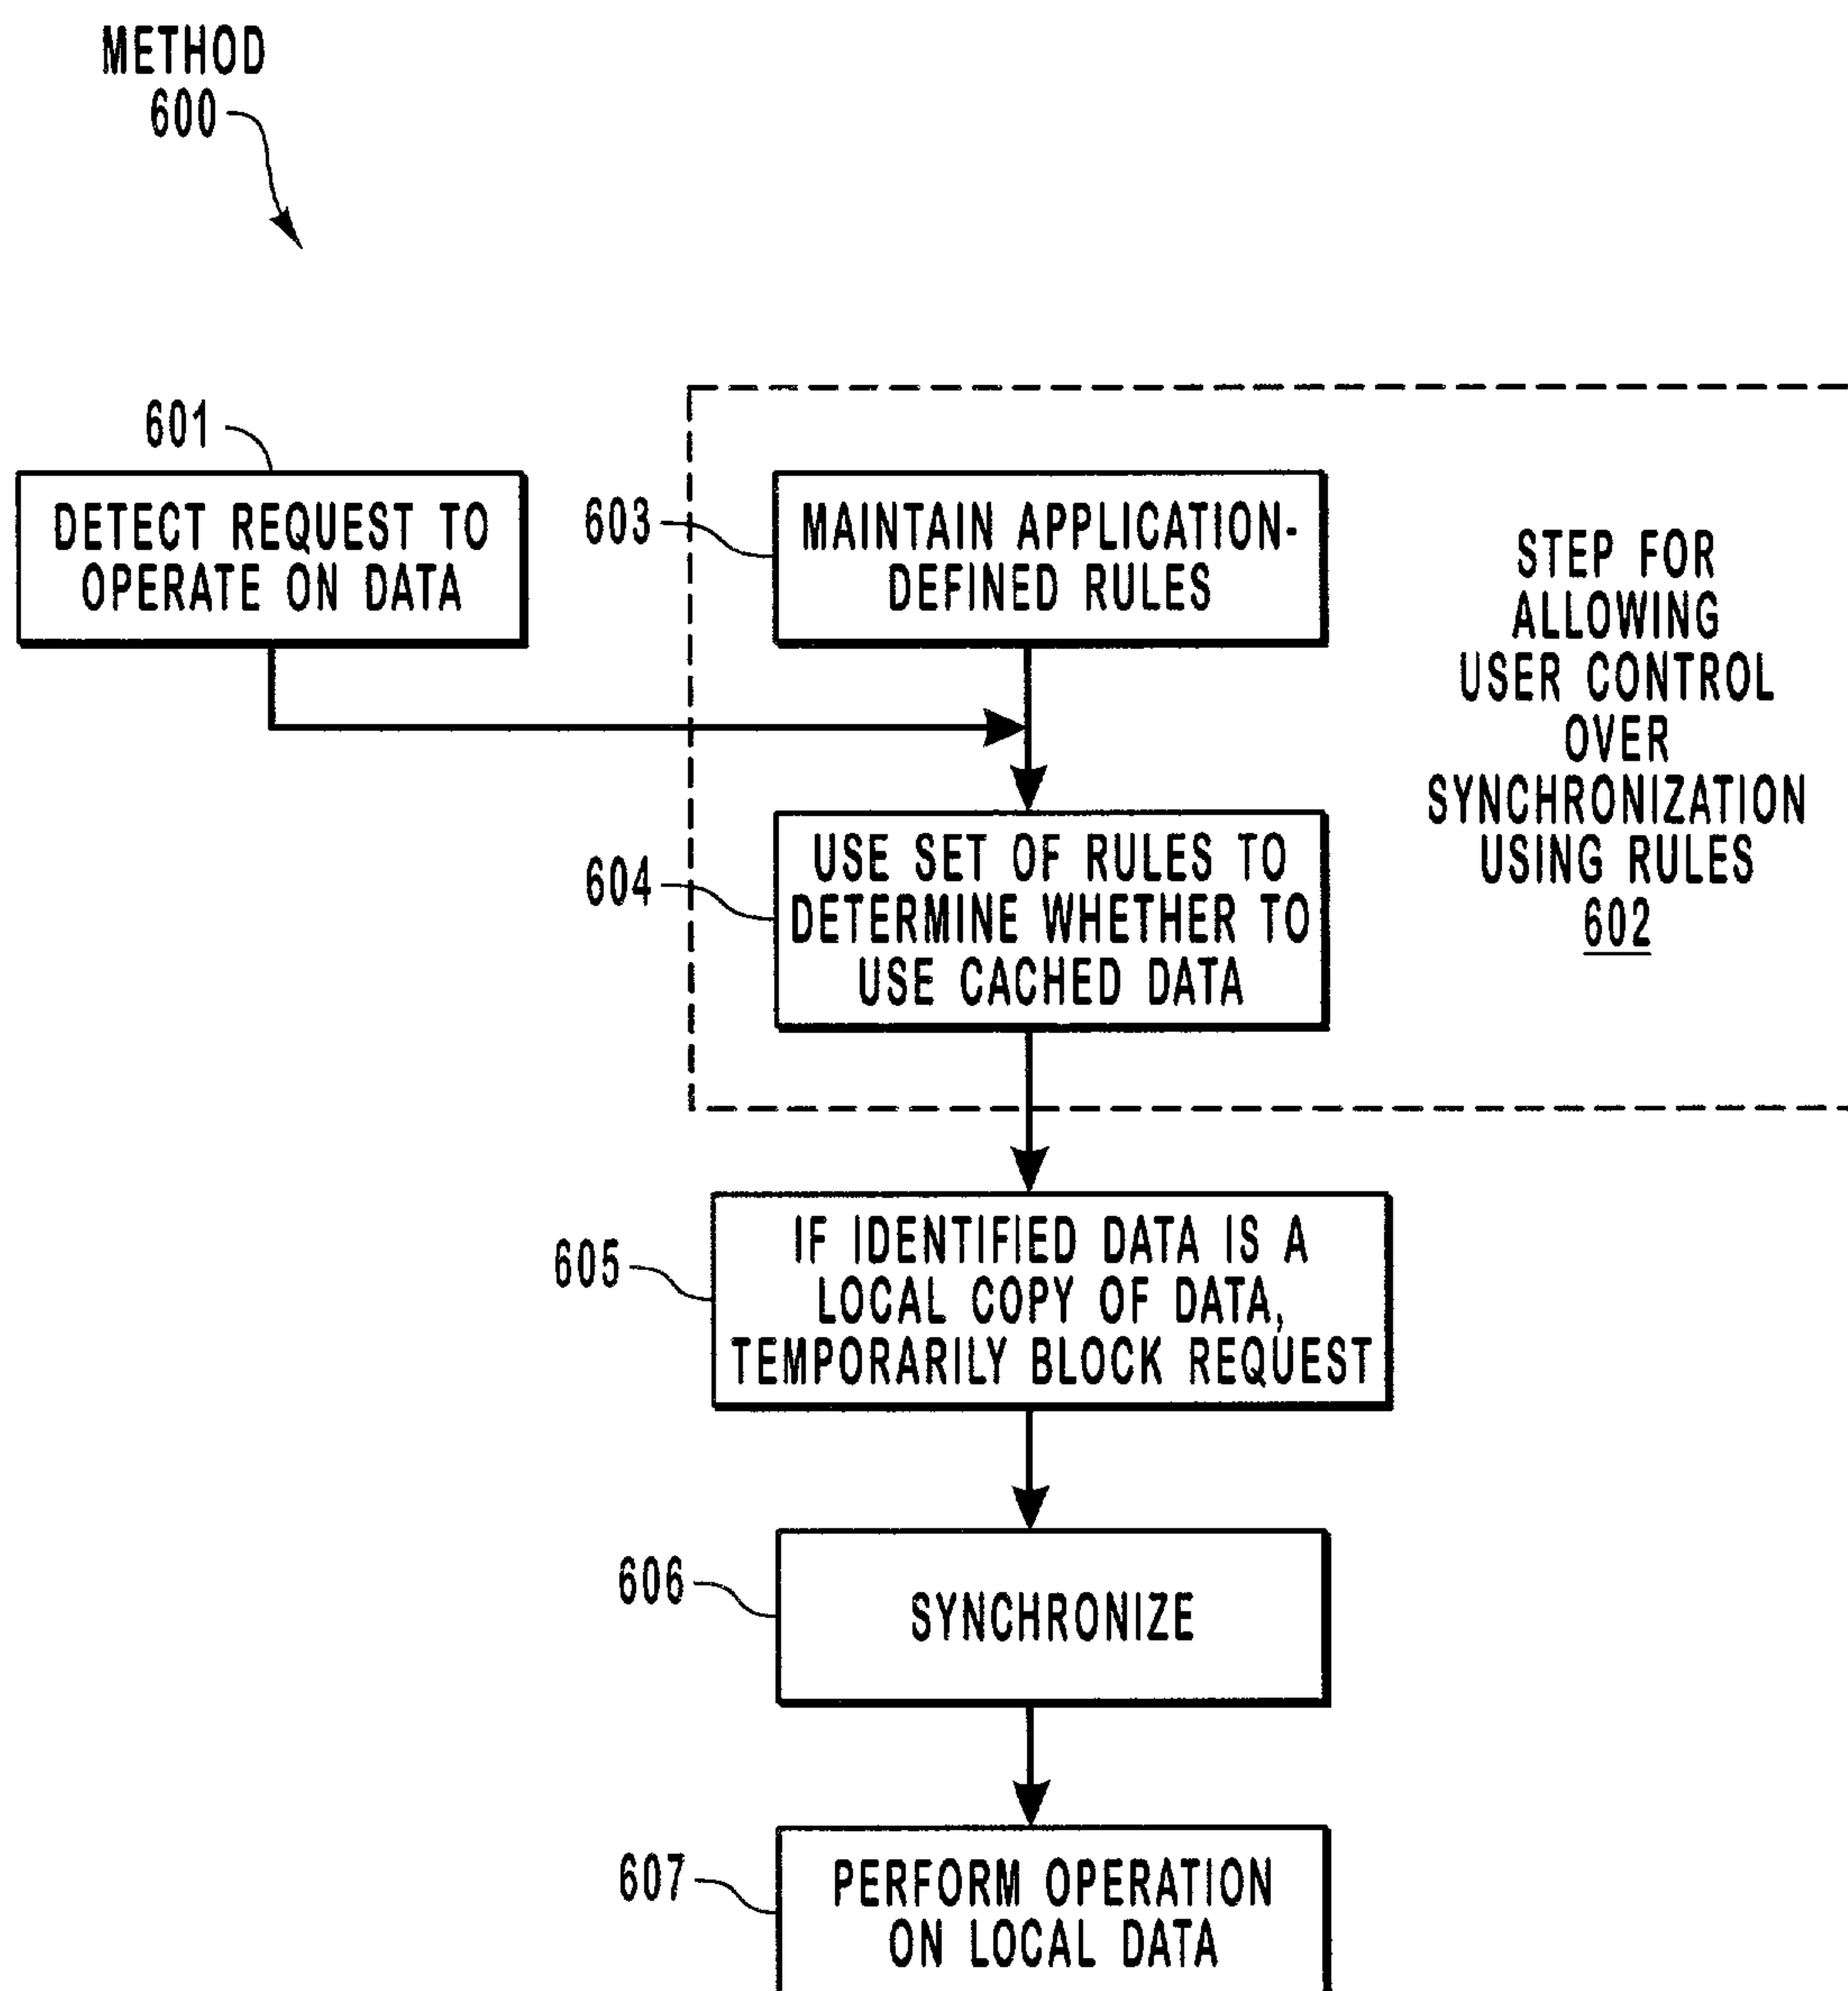 METHOD
600
601
DETECT REQUEST TO
OPERATE ON DATA
603
MAINTAIN APPLICATION-
DEFINED RULES
STEP FOR
ALLOWING
USER CONTROL
OVER
SYNCHRONIZATION
USING RULES
602
604
USE SET OF RULES TO
DETERMINE WHETHER TO
USE CACHED DATA
605
IF IDENTIFIED DATA IS A
LOCAL COPY OF DATA,
TEMPORARILY BLOCK REQUEST
606
SYNCHRONIZE
607
PERFORM OPERATION
ON LOCAL DATA